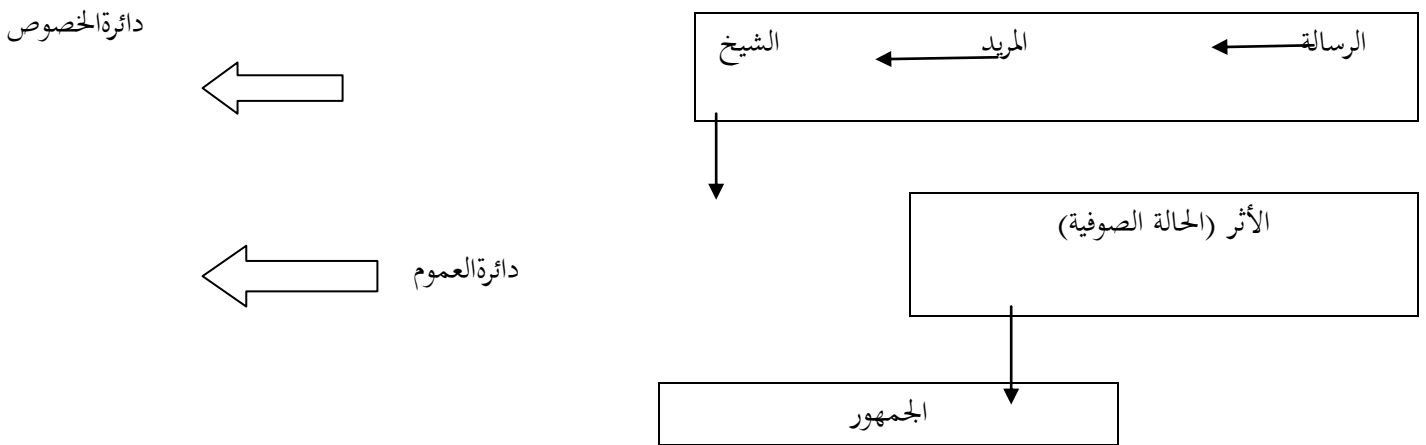 دائرةالخصوص
الرسالة المريد الشيخ
الأثر (الحالة الصوفية)
دائرةالعموم
الجمهور